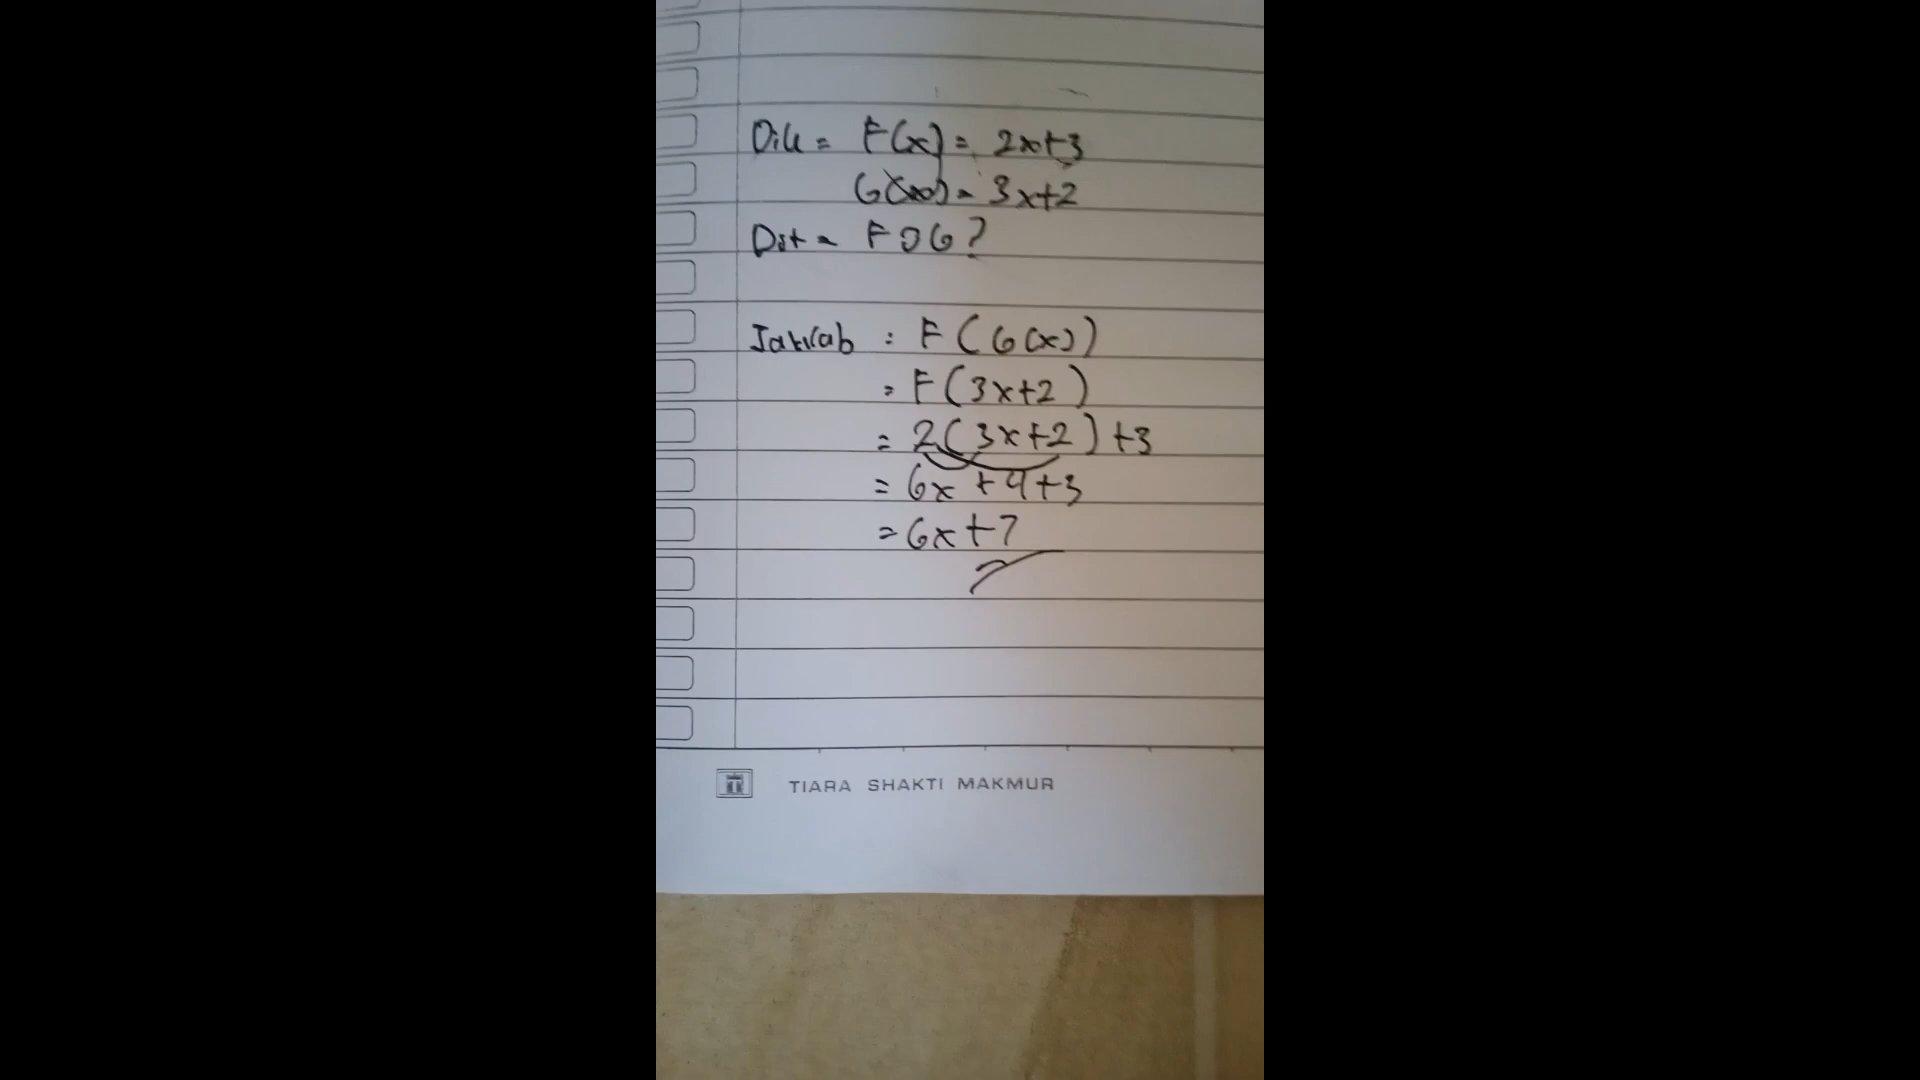 Dik = F(x) = 2x+3
G(x) = 3x+2
Dit = F O G ?
Jawab : F ( G(x) )
= F ( 3x+2 )
= 2 ( 3x+2 ) +3
= 6x +4+3
= 6x+7
TIARA SHAKTI MAKMUR